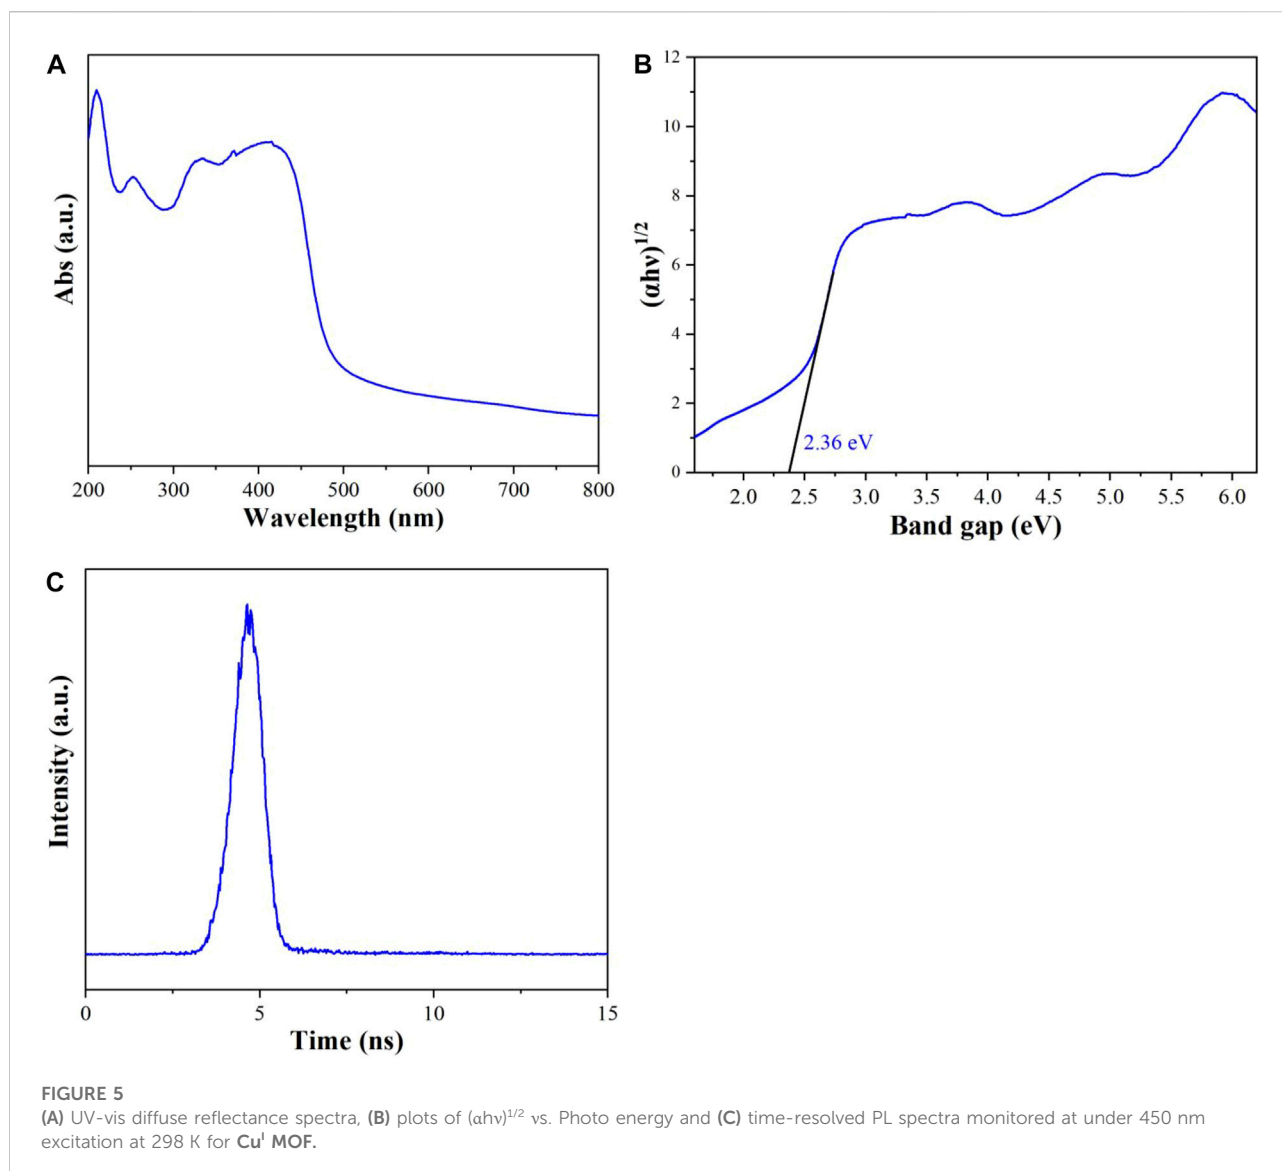 A
Abs (a.u.)
200 300 400 500 600 700 800
Wavelength (nm)
B
(αhν)1/2
12
10
8
6
4
2
0
2.36 eV
2.0 2.5 3.0 3.5 4.0 4.5 5.0 5.5 6.0
Band gap (eV)
C
Intensity (a.u.)
0 5 10 15
Time (ns)
FIGURE 5
(A) UV-vis diffuse reflectance spectra, (B) plots of (αhν)1/2 vs. Photo energy and (C) time-resolved PL spectra monitored at under 450 nm
excitation at 298 K for CuI MOF.